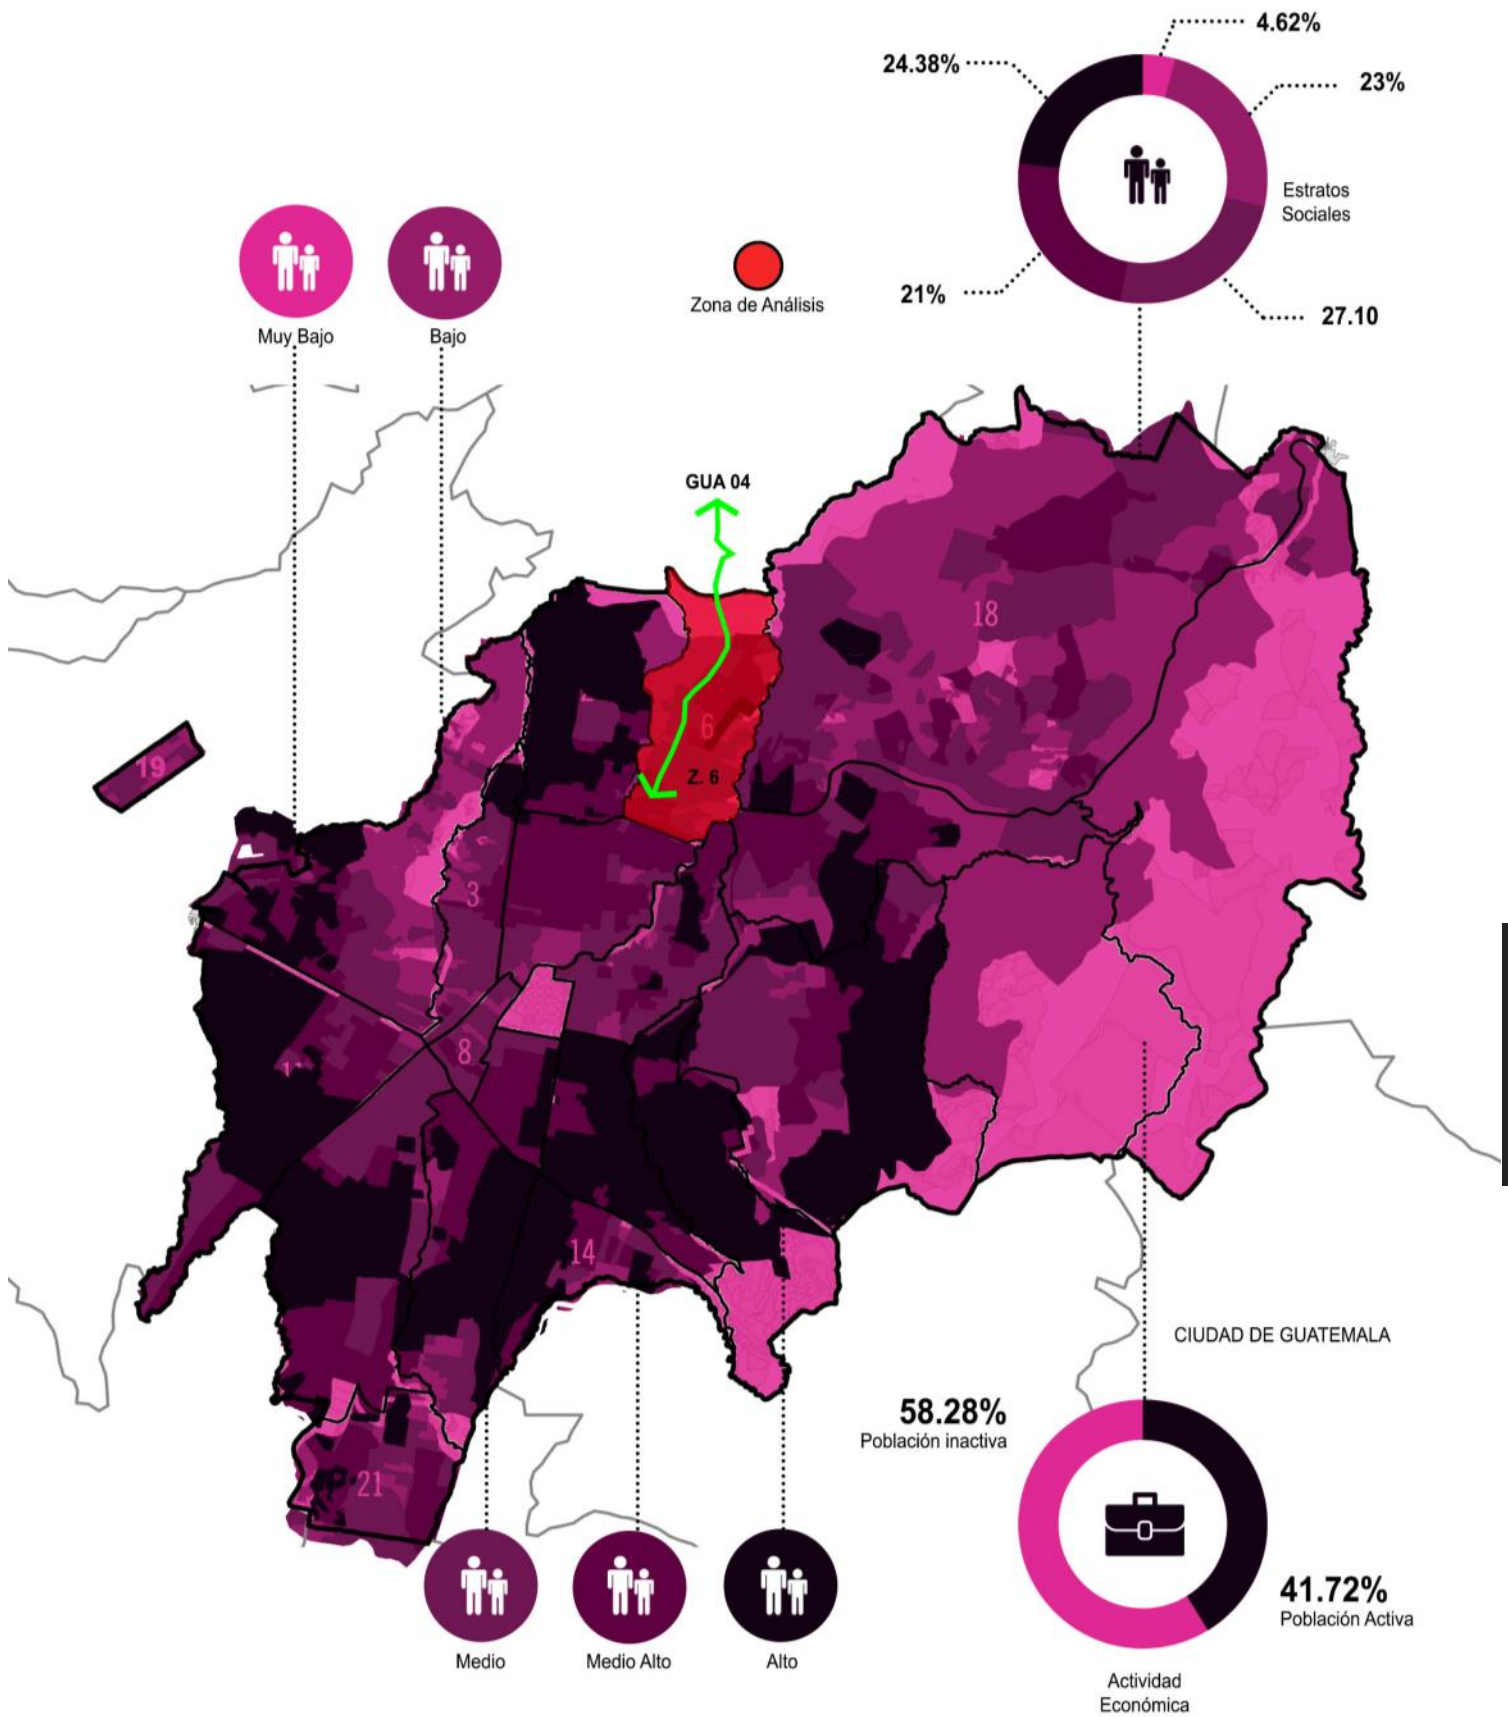 4.62%
24.38%
23%
Estratos
Sociales
21%
27.10
Muy Bajo
Bajo
Zona de Análisis
GUA 04
18
6
Z. 6
19
3
8
14
21
CIUDAD DE GUATEMALA
58.28%
Población inactiva
41.72%
Población Activa
Medio
Medio Alto
Alto
Actividad
Económica